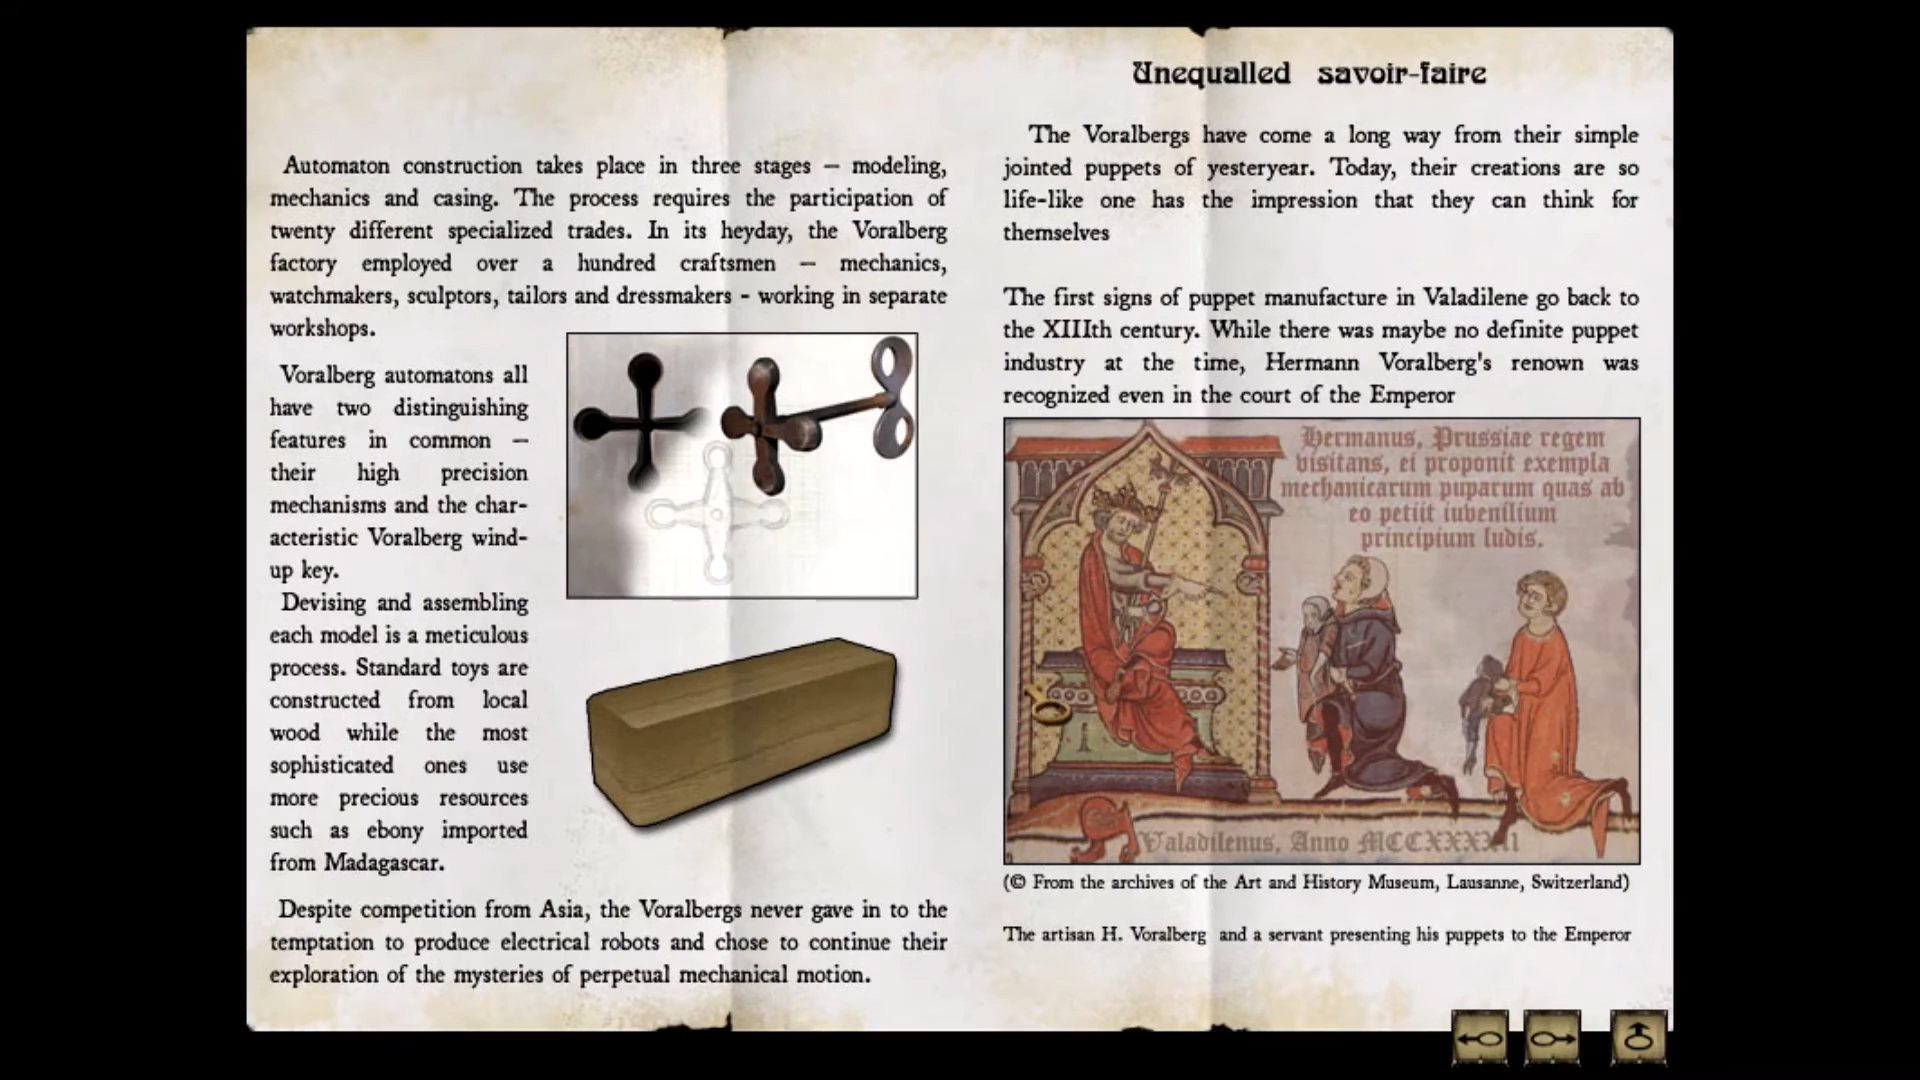 Automaton construction takes place in three stages – modeling,
mechanics and casing. The process requires the participation of
twenty different specialized trades. In its heyday, the Voralberg
factory employed over a hundred craftsmen – mechanics,
watchmakers, sculptors, tailors and dressmakers - working in separate
workshops.
Voralberg automatons all
have two distinguishing
features in common –
their high precision
mechanisms and the char-
acteristic Voralberg wind-
up key.
Devising and assembling
each model is a meticulous
process. Standard toys are
constructed from local
wood while the most
sophisticated ones use
more precious resources
such as ebony imported
from Madagascar.
Despite competition from Asia, the Voralbergs never gave in to the
temptation to produce electrical robots and chose to continue their
exploration of the mysteries of perpetual mechanical motion.
Unequalled savoir-faire
The Voralbergs have come a long way from their simple
jointed puppets of yesteryear. Today, their creations are so
life-like one has the impression that they can think for
themselves
The first signs of puppet manufacture in Valadilene go back to
the XIIIth century. While there was maybe no definite puppet
industry at the time, Hermann Voralberg's renown was
recognized even in the court of the Emperor
Hermanus, Prussiae regem
visitans, ei proponit exempla
mechanicarum puparum quas ab
eo petiit iuvenilium
principium ludis.
Valadilenus, Anno
(© From the archives of the Art and History Museum, Lausanne, Switzerland)
The artisan H. Voralberg and a servant presenting his puppets to the Emperor